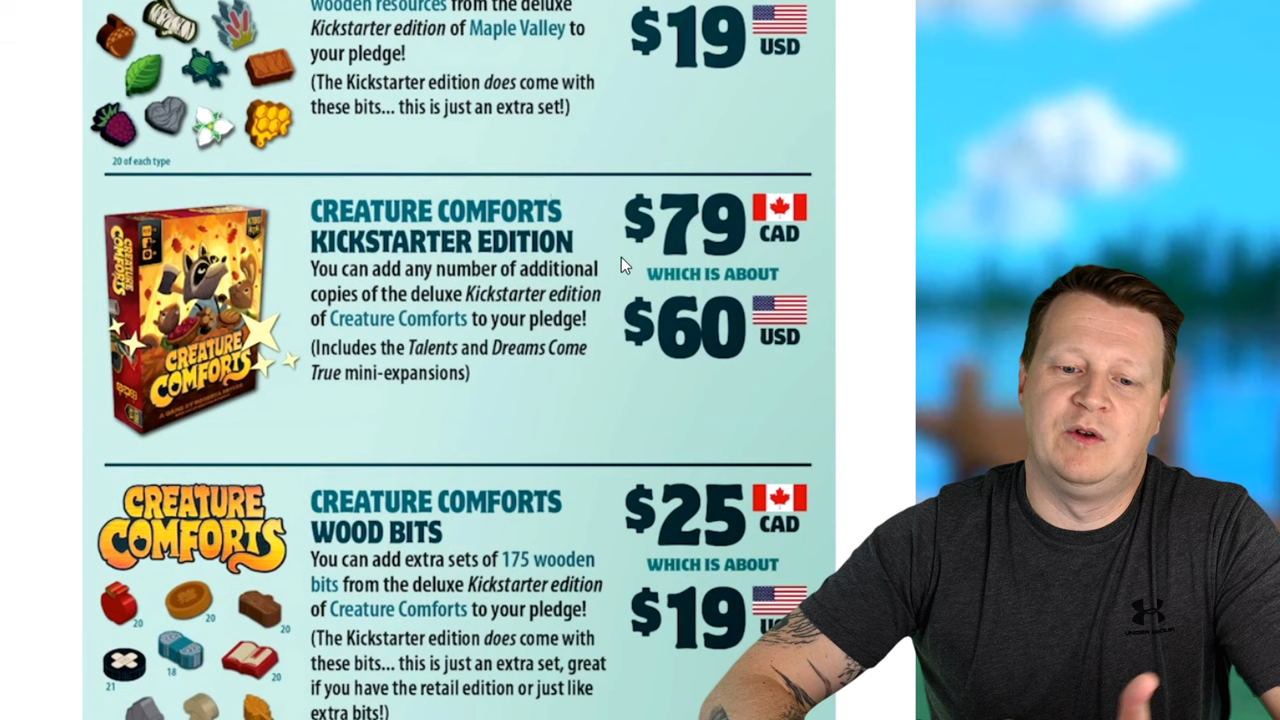 wooden resources from the deluxe
Kickstarter edition of Maple Valley to
your pledge!
(The Kickstarter edition does come with
these bits... this is just an extra set!)
$19
USD
20 of each type
CREATURE COMFORTS
KICKSTARTER EDITION
You can add any number of additional
copies of the deluxe Kickstarter edition
of Creature Comforts to your pledge!
(Includes the Talents and Dreams Come
True mini-expansions)
$79
CAD
WHICH IS ABOUT
$60
USD
CREATURE
COMFORTS
CREATURE COMFORTS
CREATURE
COMFORTS
CREATURE COMFORTS
WOOD BITS
You can add extra sets of 175 wooden
bits from the deluxe Kickstarter edition
of Creature Comforts to your pledge!
(The Kickstarter edition does come with
these bits... this is just an extra set, great
if you have the retail edition or just like
extra bits!)
$25
CAD
WHICH IS ABOUT
$19
20
20
20
21
18
20
UNDER ARMOUR